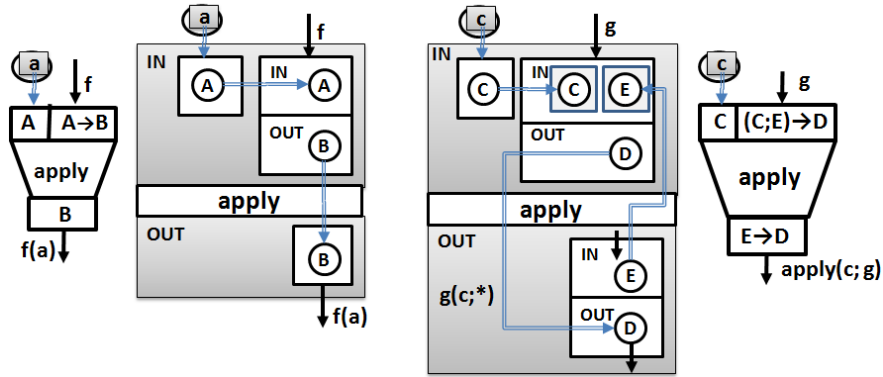 a
f
A A→B
apply
B
f(a)
a
f
IN
A
IN
A
OUT
B
apply
OUT
B
f(a)
c
g
IN
C
IN
C
E
OUT
D
apply
OUT
IN
E
g(c;*)
OUT
D
c
g
C (C;E)→D
apply
E→D
apply(c; g)